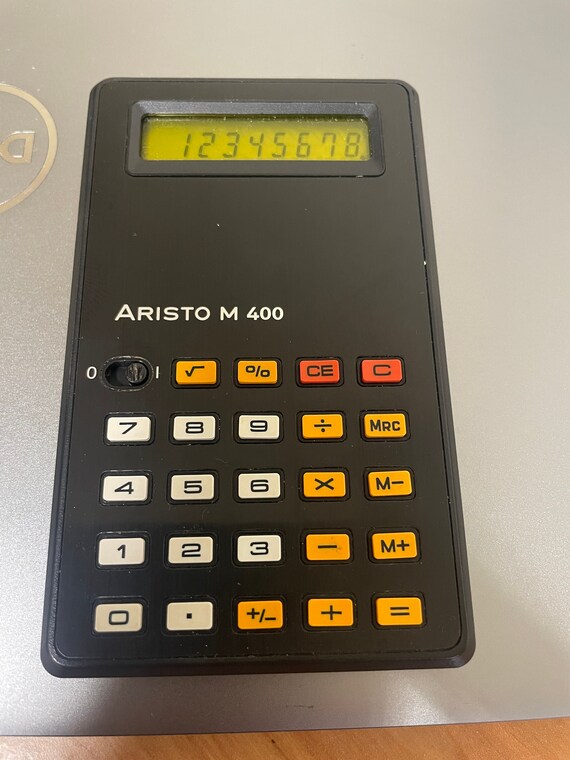 12345678
ARISTO M 400
0 I √ % CE C
7 8 9 ÷ MRC
4 5 6 × M−
1 2 3 − M+
0 . +/− + =